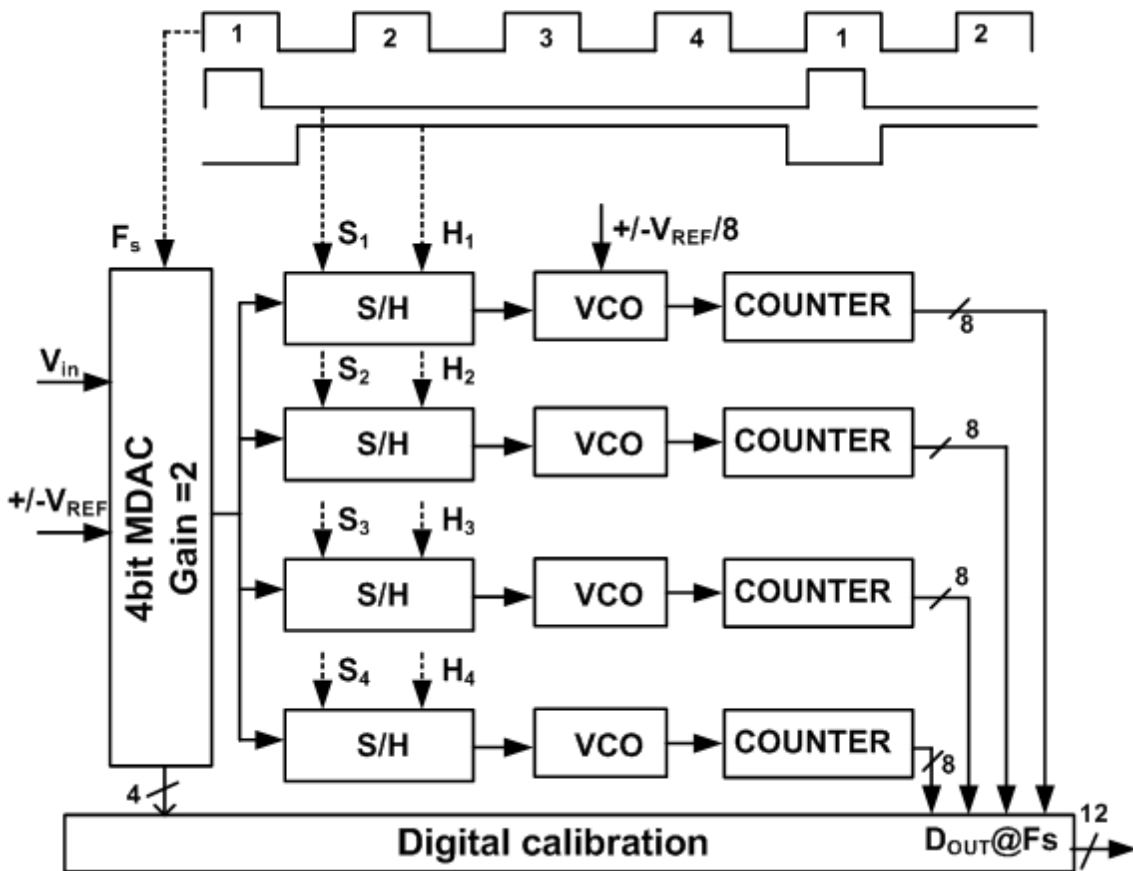 1 2 3 4 1 2
Fs S1 H1 +/-VREF/8
S/H VCO COUNTER 8
Vin
S2 H2
S/H VCO COUNTER 8
4bit MDAC
Gain =2
+/-VREF
S3 H3
S/H VCO COUNTER 8
S4 H4
S/H VCO COUNTER 8
4
Digital calibration DOUT@Fs 12